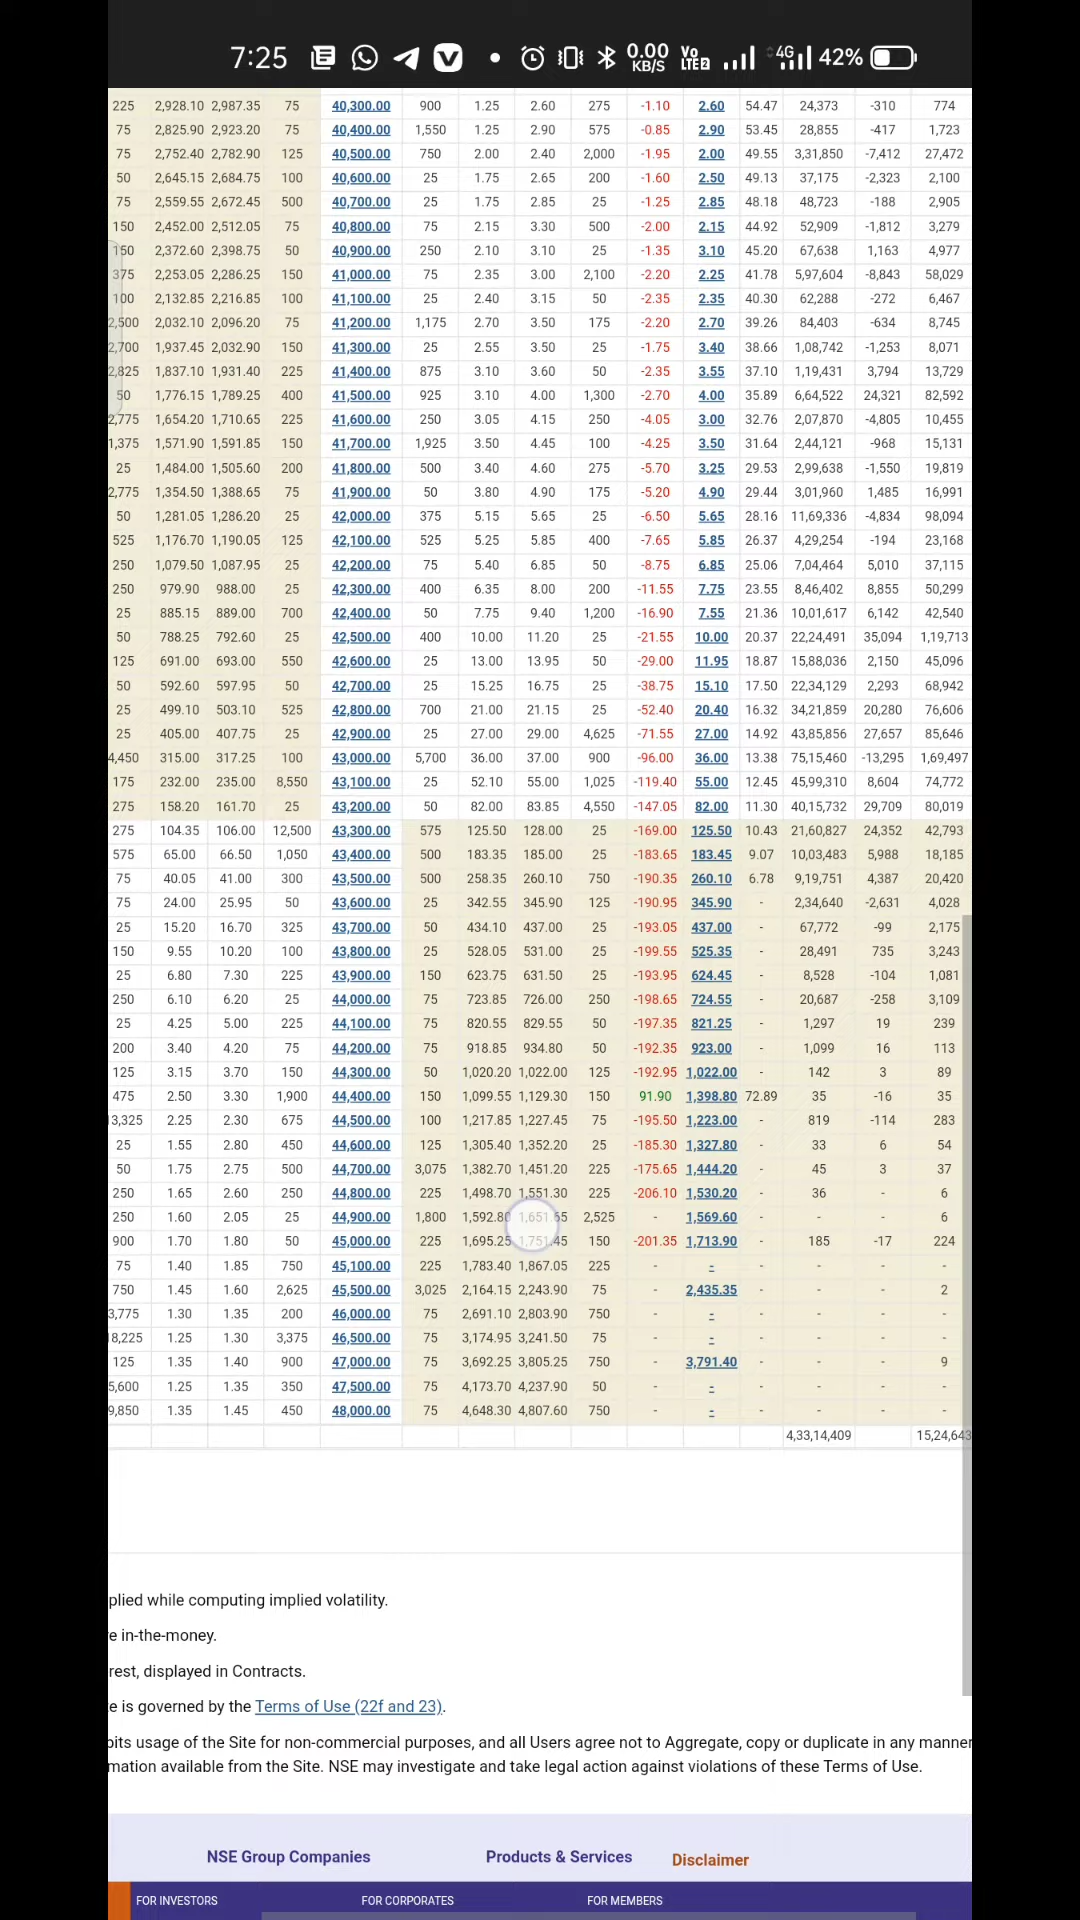 7:25 V 0.00 KB/S Vo LTE 2 4G 42%
225 2,928.10 2,987.35 75 40,300.00 900 1.25 2.60 275 -1.10 2.60 54.47 24,373 -310 774
75 2,825.90 2,923.20 75 40,400.00 1,550 1.25 2.90 575 -0.85 2.90 53.45 28,855 -417 1,723
75 2,752.40 2,782.90 125 40,500.00 750 2.00 2.40 2,000 -1.95 2.00 49.55 3,31,850 -7,412 27,472
50 2,645.15 2,684.75 100 40,600.00 25 1.75 2.65 200 -1.60 2.50 49.13 37,175 -2,323 2,100
75 2,559.55 2,672.45 500 40,700.00 25 1.75 2.85 25 -1.25 2.85 48.18 48,723 -188 2,905
150 2,452.00 2,512.05 75 40,800.00 75 2.15 3.30 500 -2.00 2.15 44.92 52,909 -1,812 3,279
150 2,372.60 2,398.75 50 40,900.00 250 2.10 3.10 25 -1.35 3.10 45.20 67,638 1,163 4,977
375 2,253.05 2,286.25 150 41,000.00 75 2.35 3.00 2,100 -2.20 2.25 41.78 5,97,604 -8,843 58,029
100 2,132.85 2,216.85 100 41,100.00 25 2.40 3.15 50 -2.35 2.35 40.30 62,288 -272 6,467
2,500 2,032.10 2,096.20 75 41,200.00 1,175 2.70 3.50 175 -2.20 2.70 39.26 84,403 -634 8,745
2,700 1,937.45 2,032.90 150 41,300.00 25 2.55 3.50 25 -1.75 3.40 38.66 1,08,742 -1,253 8,071
2,825 1,837.10 1,931.40 225 41,400.00 875 3.10 3.60 50 -2.35 3.55 37.10 1,19,431 3,794 13,729
50 1,776.15 1,789.25 400 41,500.00 925 3.10 4.00 1,300 -2.70 4.00 35.89 6,64,522 24,321 82,592
2,775 1,654.20 1,710.65 225 41,600.00 250 3.05 4.15 250 -4.05 3.00 32.76 2,07,870 -4,805 10,455
1,375 1,571.90 1,591.85 150 41,700.00 1,925 3.50 4.45 100 -4.25 3.50 31.64 2,44,121 -968 15,131
25 1,484.00 1,505.60 200 41,800.00 500 3.40 4.60 275 -5.70 3.25 29.53 2,99,638 -1,550 19,819
2,775 1,354.50 1,388.65 75 41,900.00 50 3.80 4.90 175 -5.20 4.90 29.44 3,01,960 1,485 16,991
50 1,281.05 1,286.20 25 42,000.00 375 5.15 5.65 25 -6.50 5.65 28.16 11,69,336 -4,834 98,094
525 1,176.70 1,190.05 125 42,100.00 525 5.25 5.85 400 -7.65 5.85 26.37 4,29,254 -194 23,168
250 1,079.50 1,087.95 25 42,200.00 75 5.40 6.85 50 -8.75 6.85 25.06 7,04,464 5,010 37,115
250 979.90 988.00 25 42,300.00 400 6.35 8.00 200 -11.55 7.75 23.55 8,46,402 8,855 50,299
25 885.15 889.00 700 42,400.00 50 7.75 9.40 1,200 -16.90 7.55 21.36 10,01,617 6,142 42,540
50 788.25 792.60 25 42,500.00 400 10.00 11.20 25 -21.55 10.00 20.37 22,24,491 35,094 1,19,713
125 691.00 693.00 550 42,600.00 25 13.00 13.95 50 -29.00 11.95 18.87 15,88,036 2,150 45,096
50 592.60 597.95 50 42,700.00 25 15.25 16.75 25 -38.75 15.10 17.50 22,34,129 2,293 68,942
25 499.10 503.10 525 42,800.00 700 21.00 21.15 25 -52.40 20.40 16.32 34,21,859 20,280 76,606
25 405.00 407.75 25 42,900.00 25 27.00 29.00 4,625 -71.55 27.00 14.92 43,85,856 27,657 85,646
4,450 315.00 317.25 100 43,000.00 5,700 36.00 37.00 900 -96.00 36.00 13.38 75,15,460 -13,295 1,69,497
175 232.00 235.00 8,550 43,100.00 25 52.10 55.00 1,025 -119.40 55.00 12.45 45,99,310 8,604 74,772
275 158.20 161.70 25 43,200.00 50 82.00 83.85 4,550 -147.05 82.00 11.30 40,15,732 29,709 80,019
275 104.35 106.00 12,500 43,300.00 575 125.50 128.00 25 -169.00 125.50 10.43 21,60,827 24,352 42,793
575 65.00 66.50 1,050 43,400.00 500 183.35 185.00 25 -183.65 183.45 9.07 10,03,483 5,988 18,185
75 40.05 41.00 300 43,500.00 500 258.35 260.10 750 -190.35 260.10 6.78 9,19,751 4,387 20,420
75 24.00 25.95 50 43,600.00 25 342.55 345.90 125 -190.95 345.90 - 2,34,640 -2,631 4,028
25 15.20 16.70 325 43,700.00 50 434.10 437.00 25 -193.05 437.00 - 67,772 -99 2,175
150 9.55 10.20 100 43,800.00 25 528.05 531.00 25 -199.55 525.35 - 28,491 735 3,243
25 6.80 7.30 225 43,900.00 150 623.75 631.50 25 -193.95 624.45 - 8,528 -104 1,081
250 6.10 6.20 25 44,000.00 75 723.85 726.00 250 -198.65 724.55 - 20,687 -258 3,109
25 4.25 5.00 225 44,100.00 75 820.55 829.55 50 -197.35 821.25 - 1,297 19 239
200 3.40 4.20 75 44,200.00 75 918.85 934.80 50 -192.35 923.00 - 1,099 16 113
125 3.15 3.70 150 44,300.00 50 1,020.20 1,022.00 125 -192.95 1,022.00 - 142 3 89
475 2.50 3.30 1,900 44,400.00 150 1,099.55 1,129.30 150 91.90 1,398.80 72.89 35 -16 35
13,325 2.25 2.30 675 44,500.00 100 1,217.85 1,227.45 75 -195.50 1,223.00 - 819 -114 283
25 1.55 2.80 450 44,600.00 125 1,305.40 1,352.20 25 -185.30 1,327.80 - 33 6 54
50 1.75 2.75 500 44,700.00 3,075 1,382.70 1,451.20 225 -175.65 1,444.20 - 45 3 37
250 1.65 2.60 250 44,800.00 225 1,498.70 1,551.30 225 -206.10 1,530.20 - 36 - 6
250 1.60 2.05 25 44,900.00 1,800 1,592.80 1,651.65 2,525 - 1,569.60 - - - 6
900 1.70 1.80 50 45,000.00 225 1,695.25 1,751.45 150 -201.35 1,713.90 - 185 -17 224
75 1.40 1.85 750 45,100.00 225 1,783.40 1,867.05 225 - - - - - -
750 1.45 1.60 2,625 45,500.00 3,025 2,164.15 2,243.90 75 - 2,435.35 - - - 2
3,775 1.30 1.35 200 46,000.00 75 2,691.10 2,803.90 750 - - - - - -
18,225 1.25 1.30 3,375 46,500.00 75 3,174.95 3,241.50 75 - - - - - -
125 1.35 1.40 900 47,000.00 75 3,692.25 3,805.25 750 - 3,791.40 - - - 9
5,600 1.25 1.35 350 47,500.00 75 4,173.70 4,237.90 50 - - - - - -
9,850 1.35 1.45 450 48,000.00 75 4,648.30 4,807.60 750 - - - - - -
4,33,14,409 15,24,643
plied while computing implied volatility.
e in-the-money.
rest, displayed in Contracts.
e is governed by the Terms of Use (22f and 23).
bits usage of the Site for non-commercial purposes, and all Users agree not to Aggregate, copy or duplicate in any manner
mation available from the Site. NSE may investigate and take legal action against violations of these Terms of Use.
NSE Group Companies Products & Services Disclaimer
FOR INVESTORS FOR CORPORATES FOR MEMBERS